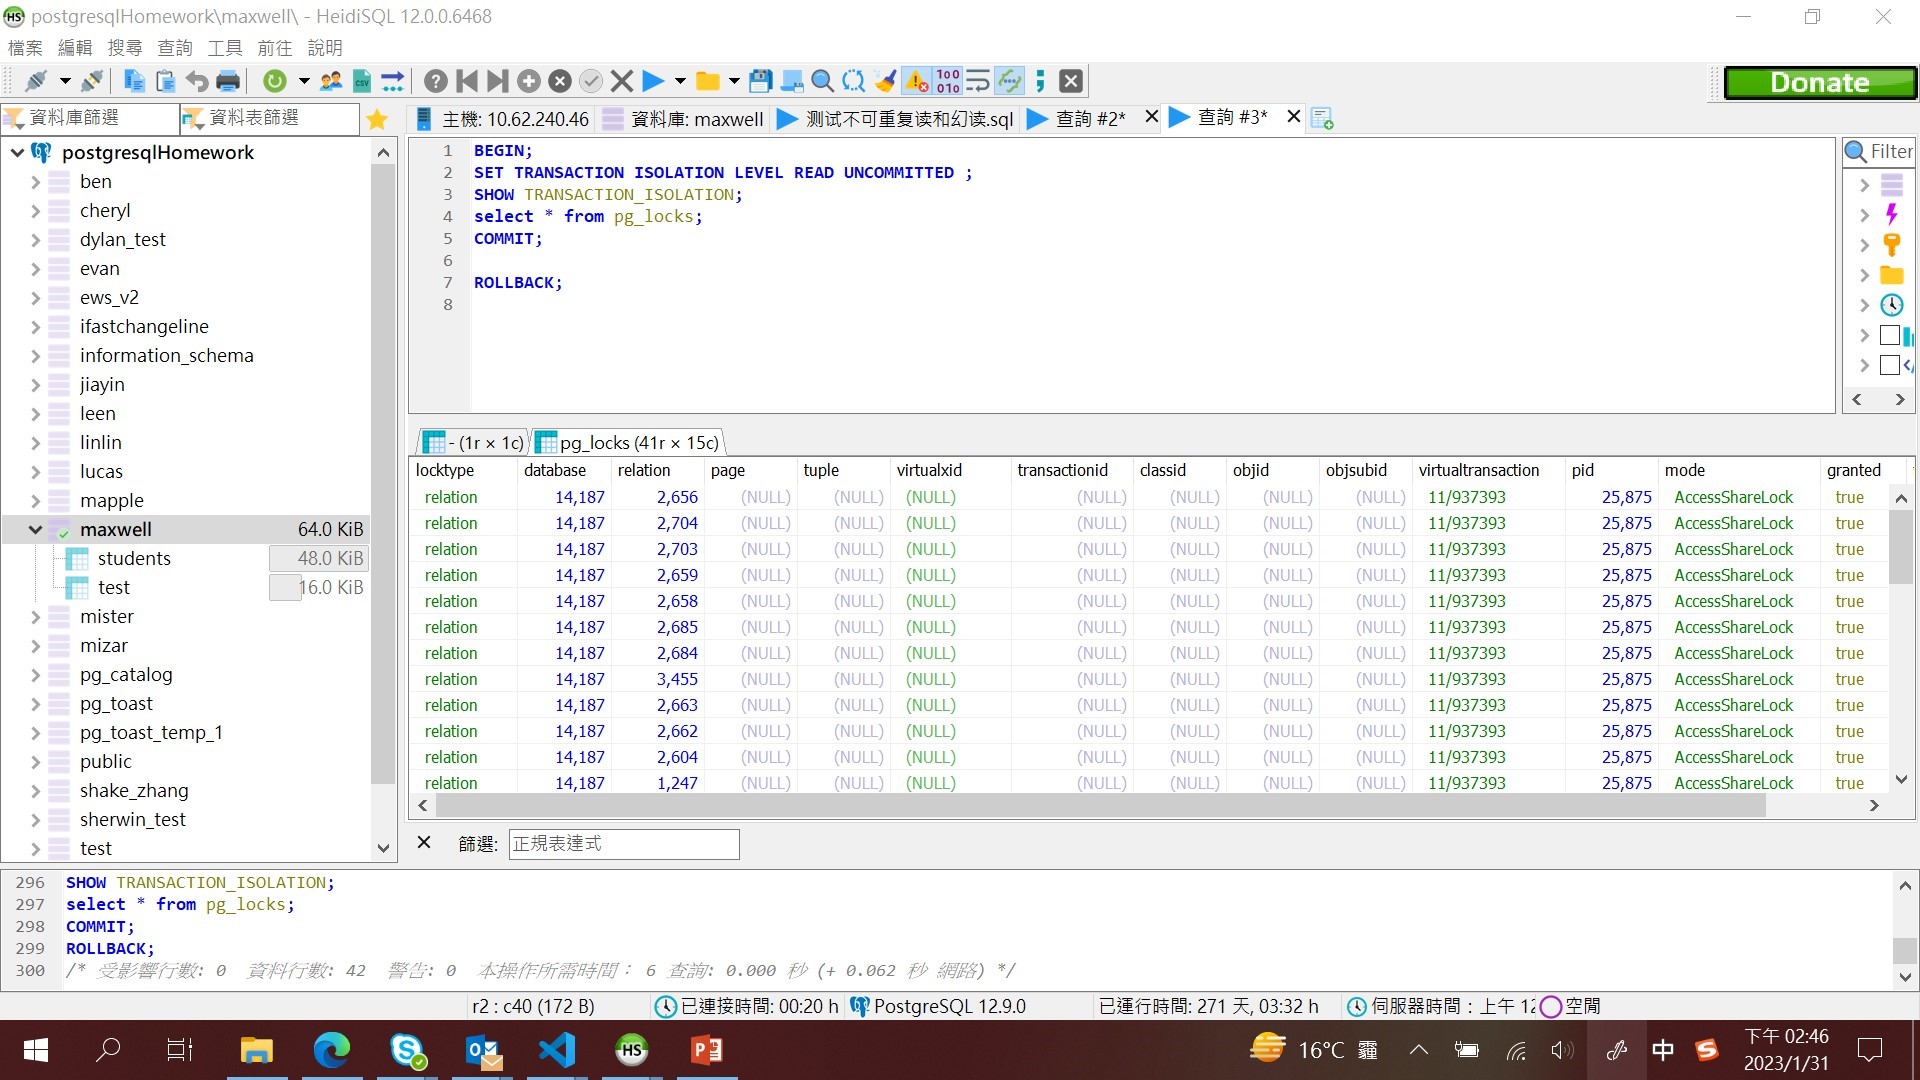 postgresqlHomework\maxwell\ - HeidiSQL 12.0.0.6468
檔案 編輯 搜尋 查詢 工具 前往 說明
Donate
資料庫篩選 資料表篩選
主機: 10.62.240.46 資料庫: maxwell 测试不可重复读和幻读.sql 查詢 #2* 查詢 #3*
postgresqlHomework
ben
cheryl
dylan_test
evan
ews_v2
ifastchangeline
information_schema
jiayin
leen
linlin
lucas
mapple
maxwell 64.0 KiB
students 48.0 KiB
test 16.0 KiB
mister
mizar
pg_catalog
pg_toast
pg_toast_temp_1
public
shake_zhang
sherwin_test
test
1 BEGIN;
2 SET TRANSACTION ISOLATION LEVEL READ UNCOMMITTED ;
3 SHOW TRANSACTION_ISOLATION;
4 select * from pg_locks;
5 COMMIT;
6
7 ROLLBACK;
8
Filter
- (1r × 1c) pg_locks (41r × 15c)
locktype database relation page tuple virtualxid transactionid classid objid objsubid virtualtransaction pid mode granted
relation 14,187 2,656 (NULL) (NULL) (NULL) (NULL) (NULL) (NULL) (NULL) 11/937393 25,875 AccessShareLock true
relation 14,187 2,704 (NULL) (NULL) (NULL) (NULL) (NULL) (NULL) (NULL) 11/937393 25,875 AccessShareLock true
relation 14,187 2,703 (NULL) (NULL) (NULL) (NULL) (NULL) (NULL) (NULL) 11/937393 25,875 AccessShareLock true
relation 14,187 2,659 (NULL) (NULL) (NULL) (NULL) (NULL) (NULL) (NULL) 11/937393 25,875 AccessShareLock true
relation 14,187 2,658 (NULL) (NULL) (NULL) (NULL) (NULL) (NULL) (NULL) 11/937393 25,875 AccessShareLock true
relation 14,187 2,685 (NULL) (NULL) (NULL) (NULL) (NULL) (NULL) (NULL) 11/937393 25,875 AccessShareLock true
relation 14,187 2,684 (NULL) (NULL) (NULL) (NULL) (NULL) (NULL) (NULL) 11/937393 25,875 AccessShareLock true
relation 14,187 3,455 (NULL) (NULL) (NULL) (NULL) (NULL) (NULL) (NULL) 11/937393 25,875 AccessShareLock true
relation 14,187 2,663 (NULL) (NULL) (NULL) (NULL) (NULL) (NULL) (NULL) 11/937393 25,875 AccessShareLock true
relation 14,187 2,662 (NULL) (NULL) (NULL) (NULL) (NULL) (NULL) (NULL) 11/937393 25,875 AccessShareLock true
relation 14,187 2,604 (NULL) (NULL) (NULL) (NULL) (NULL) (NULL) (NULL) 11/937393 25,875 AccessShareLock true
relation 14,187 1,247 (NULL) (NULL) (NULL) (NULL) (NULL) (NULL) (NULL) 11/937393 25,875 AccessShareLock true
篩選: 正規表達式
296 SHOW TRANSACTION_ISOLATION;
297 select * from pg_locks;
298 COMMIT;
299 ROLLBACK;
300 /* 受影響行數: 0 資料行數: 42 警告: 0 本操作所需時間： 6 查詢: 0.000 秒 (+ 0.062 秒 網路) */
r2 : c40 (172 B) 已連接時間: 00:20 h PostgreSQL 12.9.0 已運行時間: 271 天, 03:32 h 伺服器時間：上午 12 空閒
16°C 霾 中 下午 02:46
2023/1/31